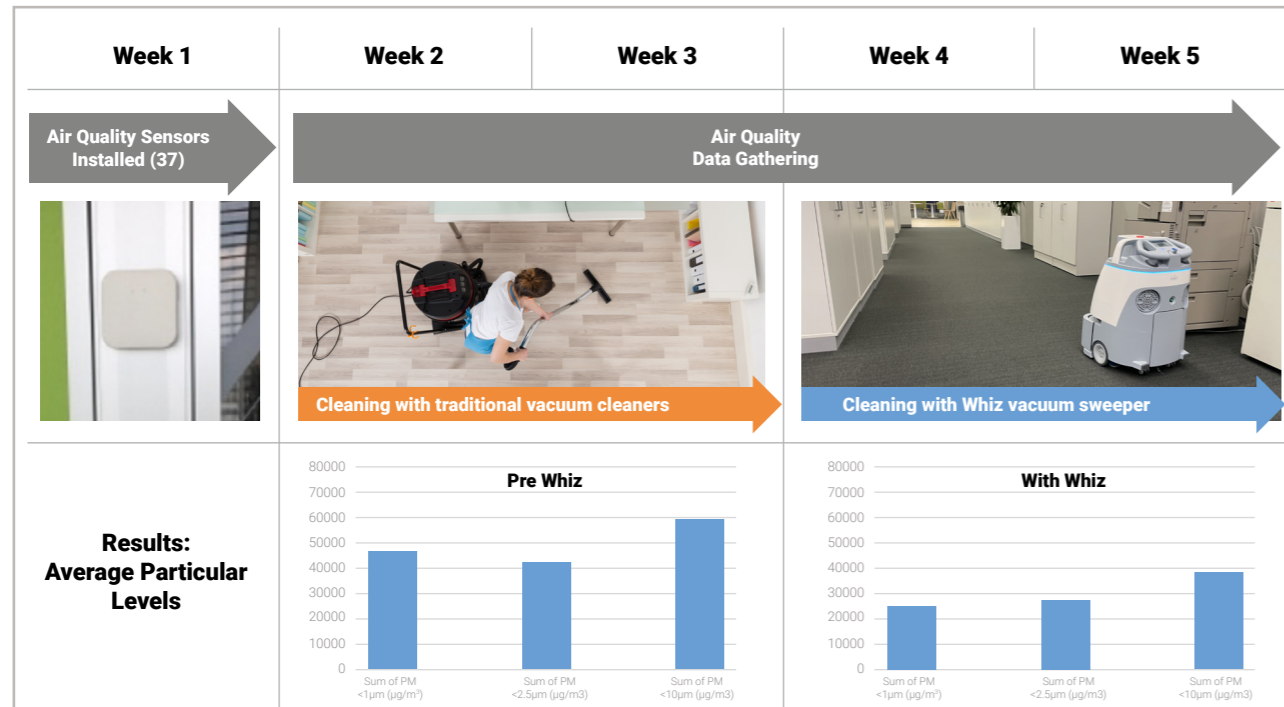 Week 1
Week 2
Week 3
Week 4
Week 5
Air Quality Sensors
Installed (37)
Air Quality
Data Gathering
Cleaning with traditional vacuum cleaners
Cleaning with Whiz vacuum sweeper
Results:
Average Particular
Levels
Pre Whiz
80000
70000
60000
50000
40000
30000
20000
10000
0
Sum of PM
<1μm (μg/m³)
Sum of PM
<2.5μm (μg/m3)
Sum of PM
<10μm (μg/m3)
With Whiz
80000
70000
60000
50000
40000
30000
20000
10000
0
Sum of PM
<1μm (μg/m³)
Sum of PM
<2.5μm (μg/m3)
Sum of PM
<10μm (μg/m3)